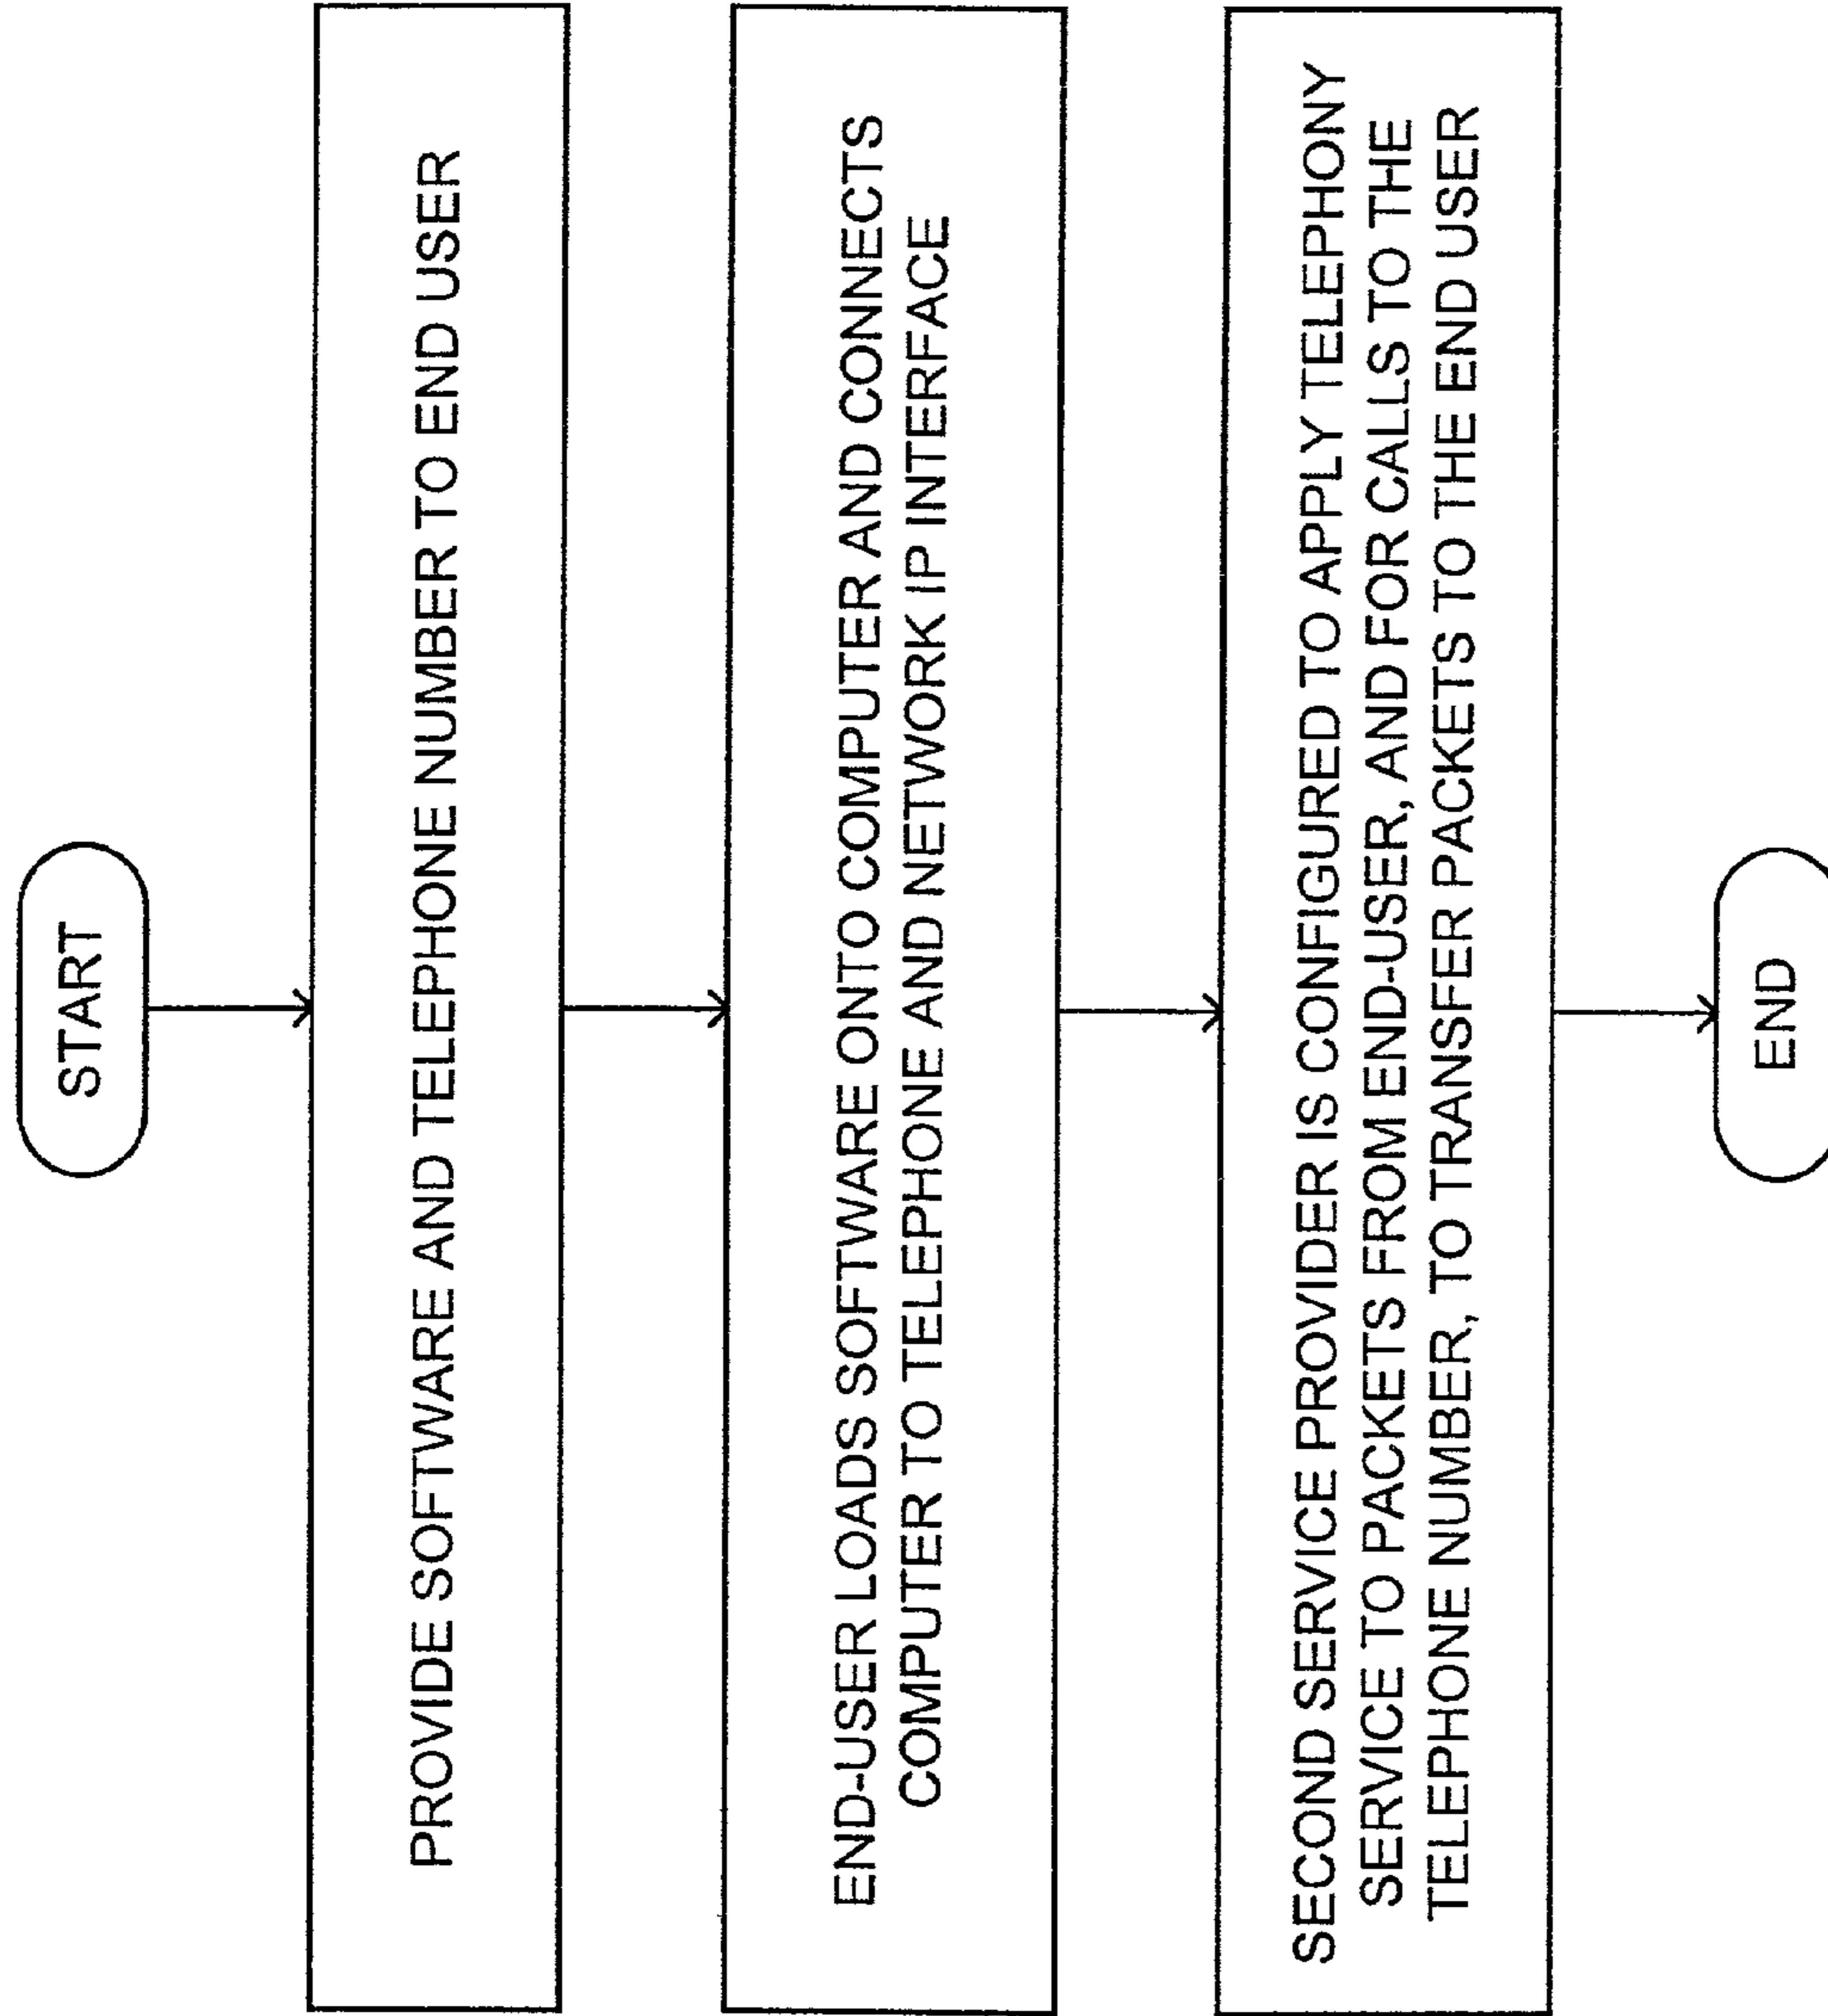 START
PROVIDE SOFTWARE AND TELEPHONE NUMBER TO END USER
END-USER LOADS SOFTWARE ONTO COMPUTER AND CONNECTS
COMPUTER TO TELEPHONE AND NETWORK IP INTERFACE
SECOND SERVICE PROVIDER IS CONFIGURED TO APPLY TELEPHONY
SERVICE TO PACKETS FROM END-USER, AND FOR CALLS TO THE
TELEPHONE NUMBER, TO TRANSFER PACKETS TO THE END USER
END